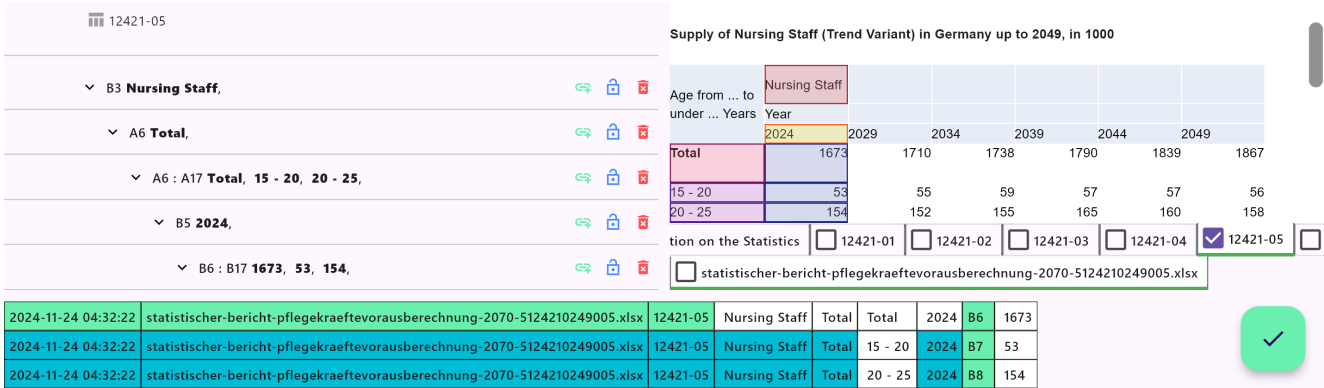 12421-05
B3 Nursing Staff,
A6 Total,
A6 : A17 Total, 15 - 20, 20 - 25,
B5 2024,
B6 : B17 1673, 53, 154,
Supply of Nursing Staff (Trend Variant) in Germany up to 2049, in 1000
Age from ... to
under ... Years
Nursing Staff
Year
2024 2029 2034 2039 2044 2049
Total 1673 1710 1738 1790 1839 1867
15 - 20 53 55 59 57 57 56
20 - 25 154 152 155 165 160 158
tion on the Statistics 12421-01 12421-02 12421-03 12421-04 12421-05
statistischer-bericht-pflegekraeftevorausberechnung-2070-5124210249005.xlsx
2024-11-24 04:32:22 statistischer-bericht-pflegekraeftevorausberechnung-2070-5124210249005.xlsx 12421-05 Nursing Staff Total Total 2024 B6 1673
2024-11-24 04:32:22 statistischer-bericht-pflegekraeftevorausberechnung-2070-5124210249005.xlsx 12421-05 Nursing Staff Total 15 - 20 2024 B7 53
2024-11-24 04:32:22 statistischer-bericht-pflegekraeftevorausberechnung-2070-5124210249005.xlsx 12421-05 Nursing Staff Total 20 - 25 2024 B8 154